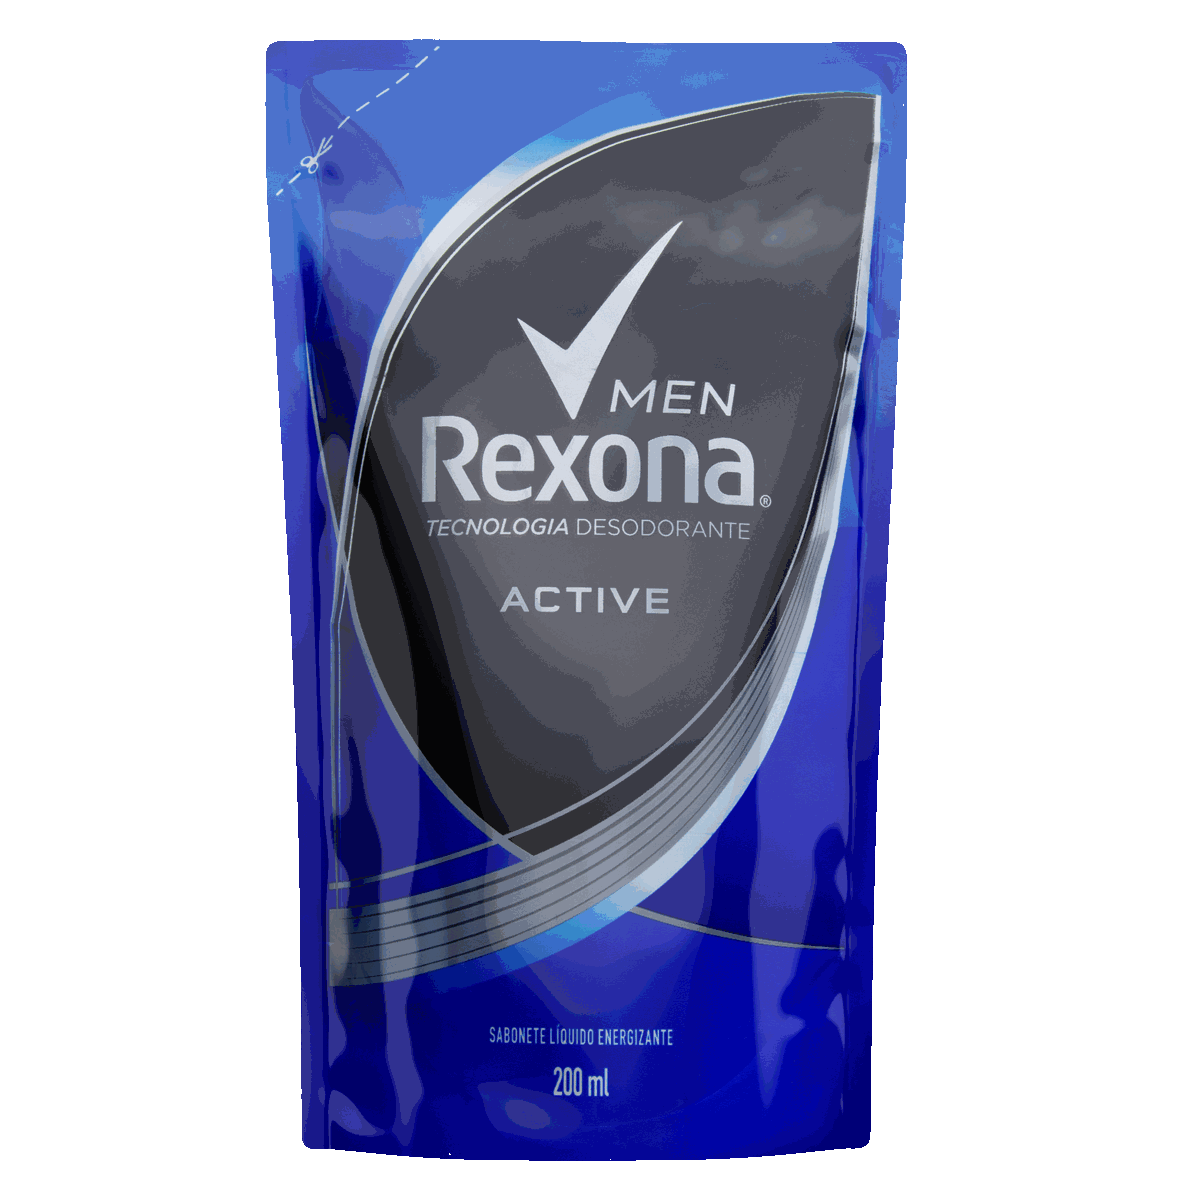 MEN
Rexona®
TECNOLOGIA DESODORANTE
ACTIVE
SABONETE LÍQUIDO ENERGIZANTE
200 ml